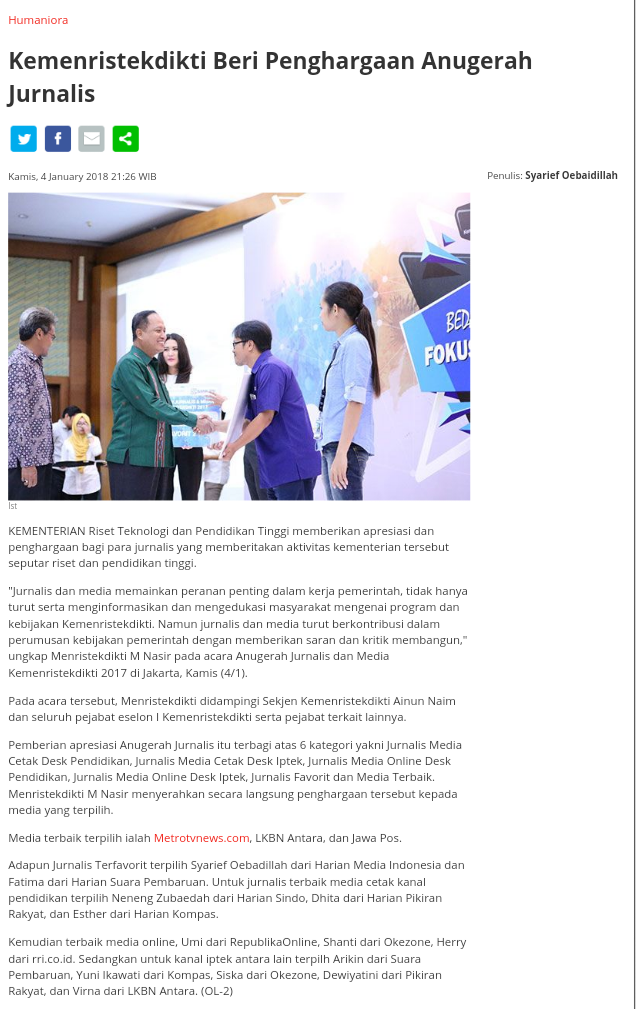 Humaniora
Kemenristekdikti Beri Penghargaan Anugerah
Jurnalis
Kamis, 4 January 2018 21:26 WIB
Penulis: Syarief Oebaidillah
BEDA
FOKUS
Ist
KEMENTERIAN Riset Teknologi dan Pendidikan Tinggi memberikan apresiasi dan
penghargaan bagi para jurnalis yang memberitakan aktivitas kementerian tersebut
seputar riset dan pendidikan tinggi.
"Jurnalis dan media memainkan peranan penting dalam kerja pemerintah, tidak hanya
turut serta menginformasikan dan mengedukasi masyarakat mengenai program dan
kebijakan Kemenristekdikti. Namun jurnalis dan media turut berkontribusi dalam
perumusan kebijakan pemerintah dengan memberikan saran dan kritik membangun,"
ungkap Menristekdikti M Nasir pada acara Anugerah Jurnalis dan Media
Kemenristekdikti 2017 di Jakarta, Kamis (4/1).
Pada acara tersebut, Menristekdikti didampingi Sekjen Kemenristekdikti Ainun Naim
dan seluruh pejabat eselon I Kemenristekdikti serta pejabat terkait lainnya.
Pemberian apresiasi Anugerah Jurnalis itu terbagi atas 6 kategori yakni Jurnalis Media
Cetak Desk Pendidikan, Jurnalis Media Cetak Desk Iptek, Jurnalis Media Online Desk
Pendidikan, Jurnalis Media Online Desk Iptek, Jurnalis Favorit dan Media Terbaik.
Menristekdikti M Nasir menyerahkan secara langsung penghargaan tersebut kepada
media yang terpilih.
Media terbaik terpilih ialah Metrotvnews.com, LKBN Antara, dan Jawa Pos.
Adapun Jurnalis Terfavorit terpilih Syarief Oebadillah dari Harian Media Indonesia dan
Fatima dari Harian Suara Pembaruan. Untuk jurnalis terbaik media cetak kanal
pendidikan terpilih Neneng Zubaedah dari Harian Sindo, Dhita dari Harian Pikiran
Rakyat, dan Esther dari Harian Kompas.
Kemudian terbaik media online, Umi dari RepublikaOnline, Shanti dari Okezone, Herry
dari rri.co.id. Sedangkan untuk kanal iptek antara lain terpilh Arikin dari Suara
Pembaruan, Yuni Ikawati dari Kompas, Siska dari Okezone, Dewiyatini dari Pikiran
Rakyat, dan Virna dari LKBN Antara. (OL-2)